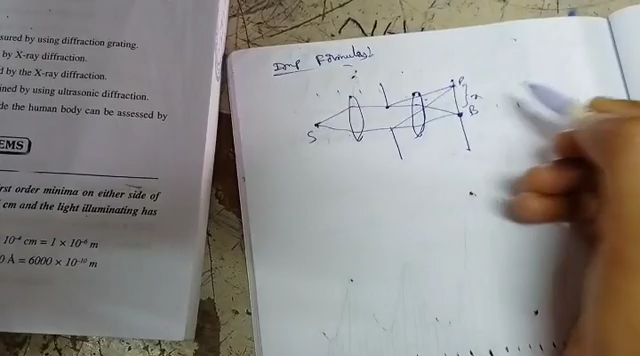 sured by using diffraction grating.
by X-ray diffraction.
d by the X-ray diffraction.
ined by using ultrasonic diffraction.
de the human body can be assessed by
EMS
rst order minima on either side of
cm and the light illuminating has
10⁻⁴ cm = 1 × 10⁻⁶ m
0 Å = 6000 × 10⁻¹⁰ m
Imp Formulas:
P
x
B
S